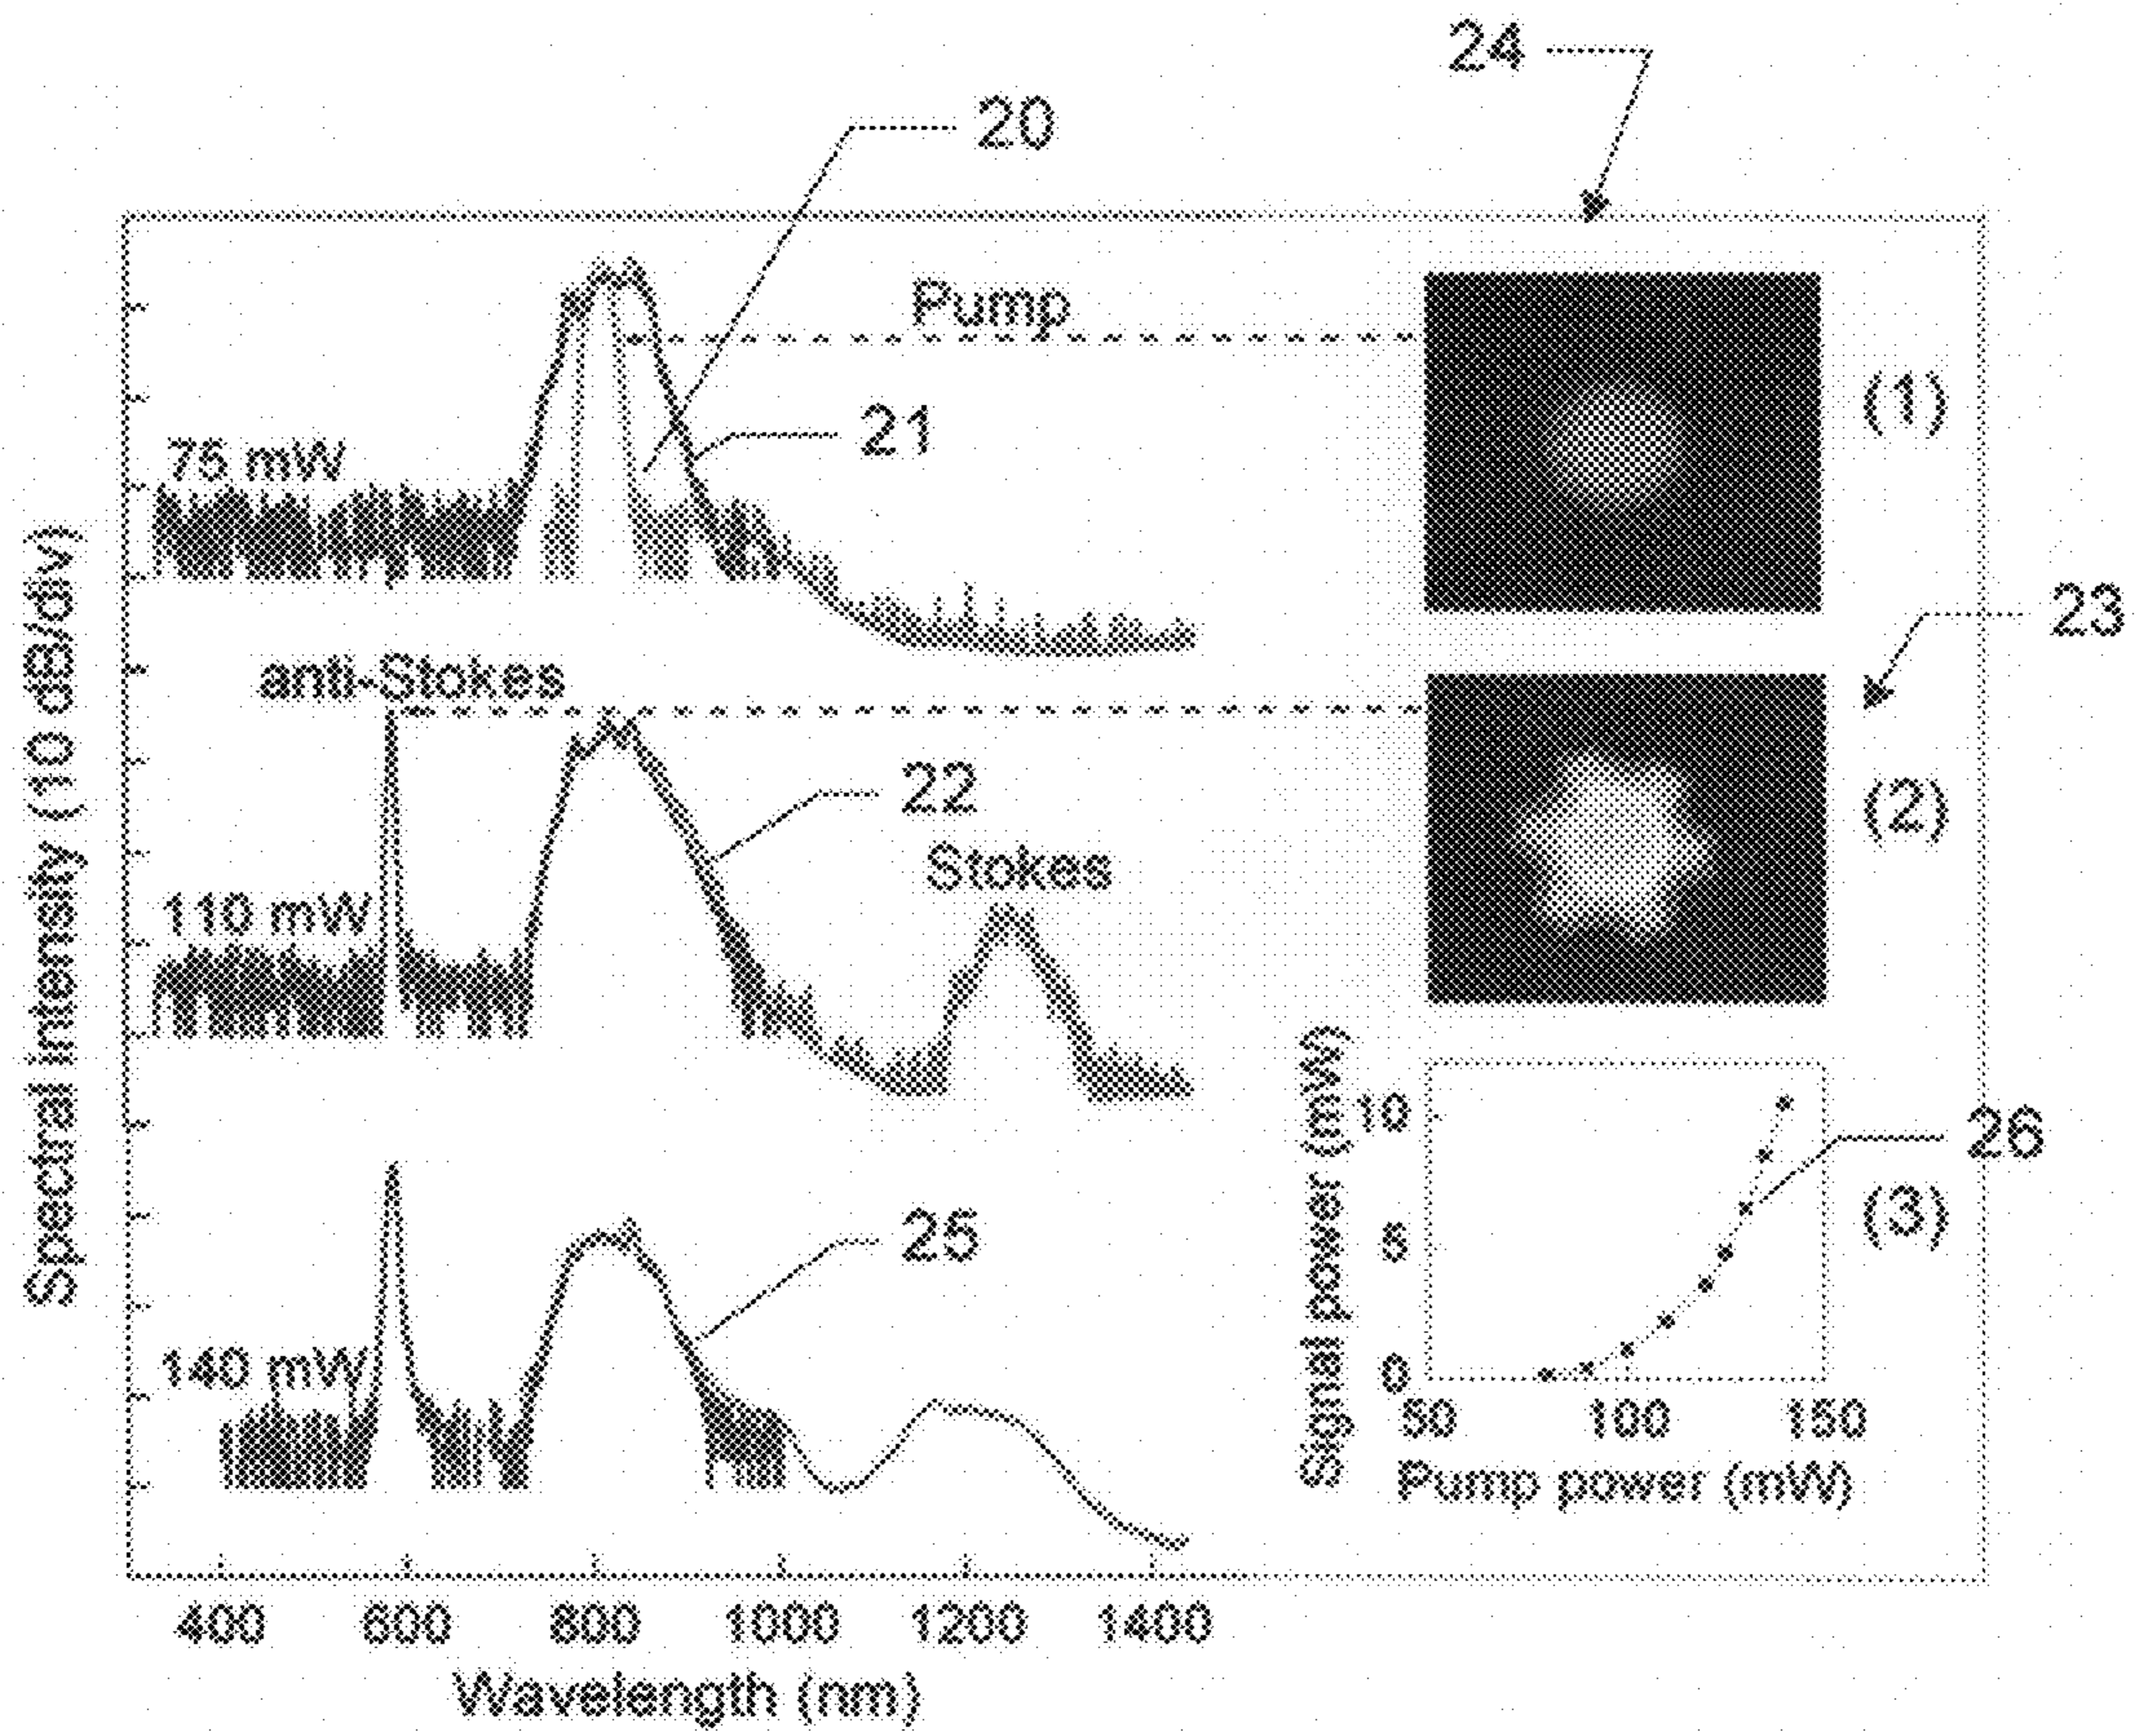 24
20
Pump
(1)
21
75 mW
23
anti-Stokes
22
(2)
Stokes
110 mW
Spectral intensity (10 dB/div)
Signal power (mW)
10
26
(3)
25
5
140 mW
0
50 100 150
Pump power (mW)
400 600 800 1000 1200 1400
Wavelength (nm)